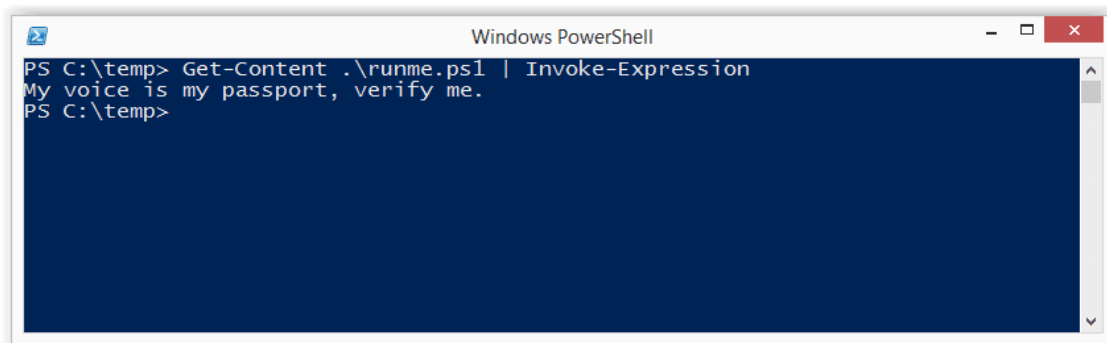 Windows PowerShell
PS C:\temp> Get-Content .\runme.ps1 | Invoke-Expression
My voice is my passport, verify me.
PS C:\temp>